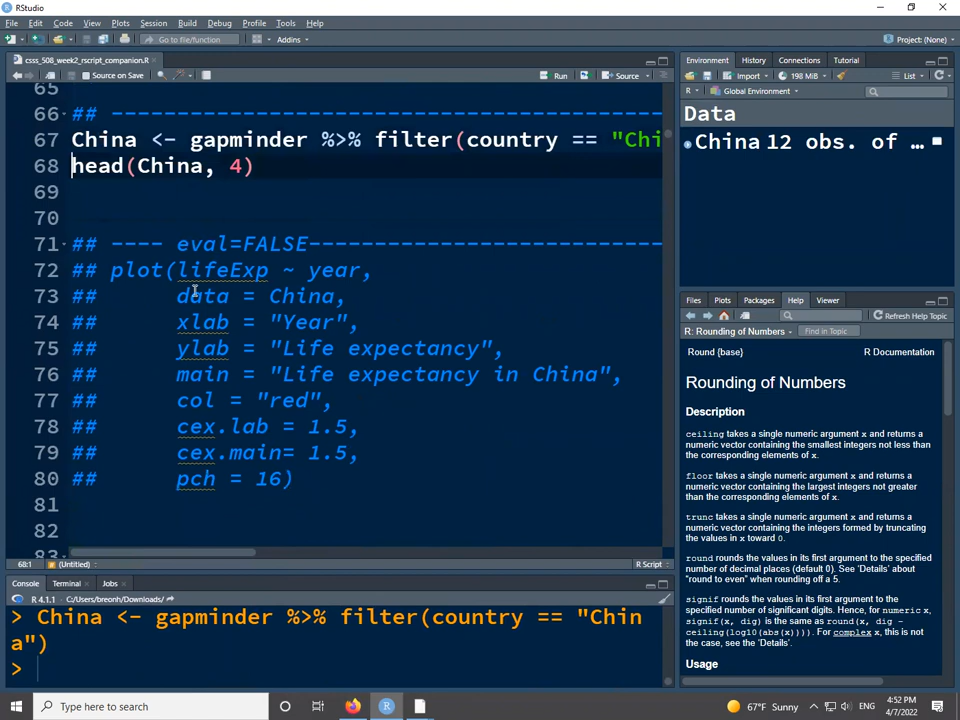 RStudio
File Edit Code View Plots Session Build Debug Profile Tools Help
Go to file/function Addins Project: (None)
csss_508_week2_rscript_companion.R
Source on Save Run Source
65
66 ## ------------------------------------------
67 China <- gapminder %>% filter(country == "Chi
68 head(China, 4)
69
70
71 ## ---- eval=FALSE---------------------------
72 ## plot(lifeExp ~ year,
73 ##      data = China,
74 ##      xlab = "Year",
75 ##      ylab = "Life expectancy",
76 ##      main = "Life expectancy in China",
77 ##      col = "red",
78 ##      cex.lab = 1.5,
79 ##      cex.main= 1.5,
80 ##      pch = 16)
81
82
83
68:1 (Untitled) R Script
Console Terminal Jobs
R 4.1.1 · C:/Users/breonh/Downloads/
> China <- gapminder %>% filter(country == "Chin
a")
>
Environment History Connections Tutorial
Import 198 MiB List
R Global Environment
Data
China 12 obs. of …
Files Plots Packages Help Viewer
Refresh Help Topic
R: Rounding of Numbers Find in Topic
Round {base} R Documentation
Rounding of Numbers
Description
ceiling takes a single numeric argument x and returns a
numeric vector containing the smallest integers not less than
the corresponding elements of x.
floor takes a single numeric argument x and returns a
numeric vector containing the largest integers not greater
than the corresponding elements of x.
trunc takes a single numeric argument x and returns a
numeric vector containing the integers formed by truncating
the values in x toward 0.
round rounds the values in its first argument to the specified
number of decimal places (default 0). See 'Details' about
"round to even" when rounding off a 5.
signif rounds the values in its first argument to the
specified number of significant digits. Hence, for numeric x,
signif(x, dig) is the same as round(x, dig -
ceiling(log10(abs(x)))). For complex x, this is not
the case, see the 'Details'.
Usage
Type here to search
67°F Sunny ENG
4:52 PM
4/7/2022